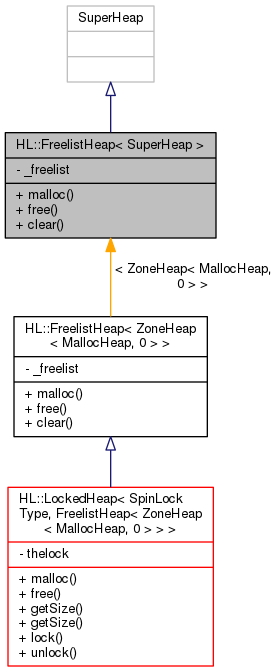 SuperHeap
HL::FreelistHeap< SuperHeap >
- _freelist
+ malloc()
+ free()
+ clear()
< ZoneHeap< MallocHeap,
0 > >
HL::FreelistHeap< ZoneHeap
< MallocHeap, 0 > >
- _freelist
+ malloc()
+ free()
+ clear()
HL::LockedHeap< SpinLock
Type, FreelistHeap< ZoneHeap
< MallocHeap, 0 > > >
- thelock
+ malloc()
+ free()
+ getSize()
+ getSize()
+ lock()
+ unlock()